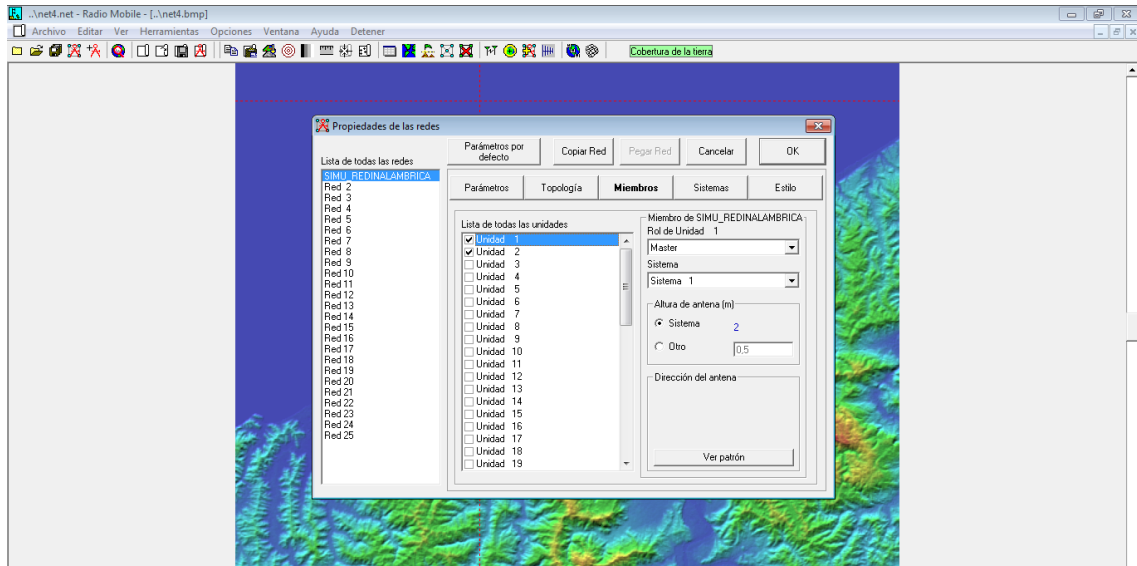 ..\net4.net - Radio Mobile - [..\net4.bmp]
Archivo Editar Ver Herramientas Opciones Ventana Ayuda Detener
Cobertura de la tierra
Propiedades de las redes
Parámetros por defecto
Copiar Red
Pegar Red
Cancelar
OK
Lista de todas las redes
SIMU_REDINALAMBRICA
Red 2
Red 3
Red 4
Red 5
Red 6
Red 7
Red 8
Red 9
Red 10
Red 11
Red 12
Red 13
Red 14
Red 15
Red 16
Red 17
Red 18
Red 19
Red 20
Red 21
Red 22
Red 23
Red 24
Red 25
Parámetros
Topología
Miembros
Sistemas
Estilo
Lista de todas las unidades
Unidad 1
Unidad 2
Unidad 3
Unidad 4
Unidad 5
Unidad 6
Unidad 7
Unidad 8
Unidad 9
Unidad 10
Unidad 11
Unidad 12
Unidad 13
Unidad 14
Unidad 15
Unidad 16
Unidad 17
Unidad 18
Unidad 19
Miembro de SIMU_REDINALAMBRICA
Rol de Unidad 1
Master
Sistema
Sistema 1
Altura de antena (m)
Sistema 2
Otro 0,5
Dirección del antena
Ver patrón